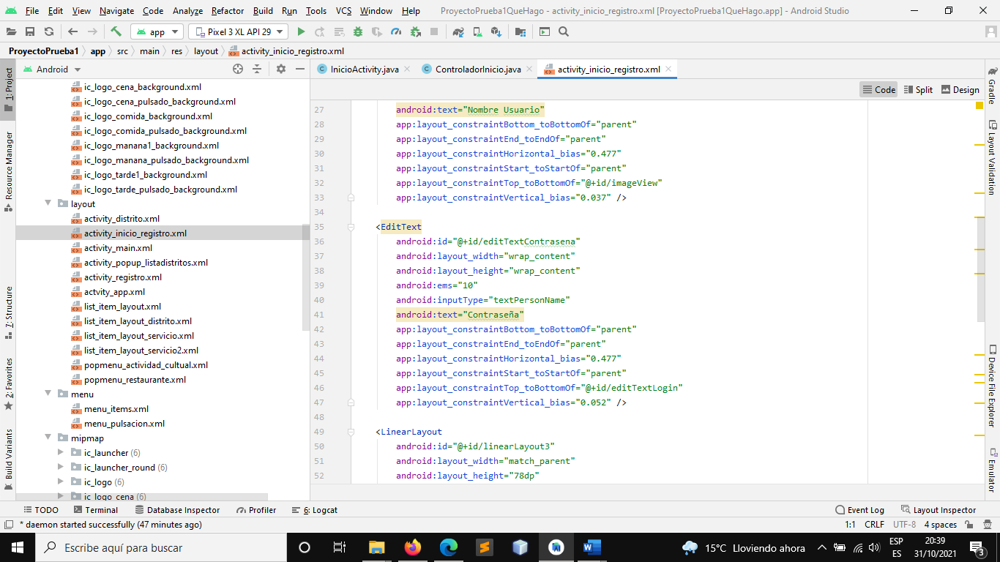 File Edit View Navigate Code Analyze Refactor Build Run Tools VCS Window Help ProyectoPrueba1QueHago - activity_inicio_registro.xml [ProyectoPrueba1QueHago.app] - Android Studio
app Pixel 3 XL API 29
ProyectoPrueba1 app src main res layout activity_inicio_registro.xml
Android InicioActivity.java ControladorInicio.java activity_inicio_registro.xml
Code Split Design
1: Project
Resource Manager
7: Structure
2: Favorites
Build Variants
ic_logo_cena_background.xml
ic_logo_cena_pulsado_background.xml
ic_logo_comida_background.xml
ic_logo_comida_pulsado_background.xml
ic_logo_manana1_background.xml
ic_logo_manana_pulsado_background.xml
ic_logo_tarde1_background.xml
ic_logo_tarde_pulsado_background.xml
layout
activity_distrito.xml
activity_inicio_registro.xml
activity_main.xml
activity_popup_listadistritos.xml
activity_registro.xml
actvity_app.xml
list_item_layout.xml
list_item_layout_distrito.xml
list_item_layout_servicio.xml
list_item_layout_servicio2.xml
popmenu_actividad_cultual.xml
popmenu_restaurante.xml
menu
menu_items.xml
menu_pulsacion.xml
mipmap
ic_launcher (6)
ic_launcher_round (6)
ic_logo (6)
ic_logo_cena (6)
27 android:text="Nombre Usuario"
28 app:layout_constraintBottom_toBottomOf="parent"
29 app:layout_constraintEnd_toEndOf="parent"
30 app:layout_constraintHorizontal_bias="0.477"
31 app:layout_constraintStart_toStartOf="parent"
32 app:layout_constraintTop_toBottomOf="@+id/imageView"
33 app:layout_constraintVertical_bias="0.037" />
34
35 <EditText
36 android:id="@+id/editTextContrasena"
37 android:layout_width="wrap_content"
38 android:layout_height="wrap_content"
39 android:ems="10"
40 android:inputType="textPersonName"
41 android:text="Contraseña"
42 app:layout_constraintBottom_toBottomOf="parent"
43 app:layout_constraintEnd_toEndOf="parent"
44 app:layout_constraintHorizontal_bias="0.477"
45 app:layout_constraintStart_toStartOf="parent"
46 app:layout_constraintTop_toBottomOf="@+id/editTextLogin"
47 app:layout_constraintVertical_bias="0.052" />
48
49 <LinearLayout
50 android:id="@+id/linearLayout3"
51 android:layout_width="match_parent"
52 android:layout_height="78dp"
Gradle
Layout Validation
Device File Explorer
Emulator
TODO Terminal Database Inspector Profiler 6: Logcat Event Log Layout Inspector
* daemon started successfully (47 minutes ago) 1:1 CRLF UTF-8 4 spaces
Escribe aquí para buscar 15°C Lloviendo ahora ESP 20:39
ES 31/10/2021 3